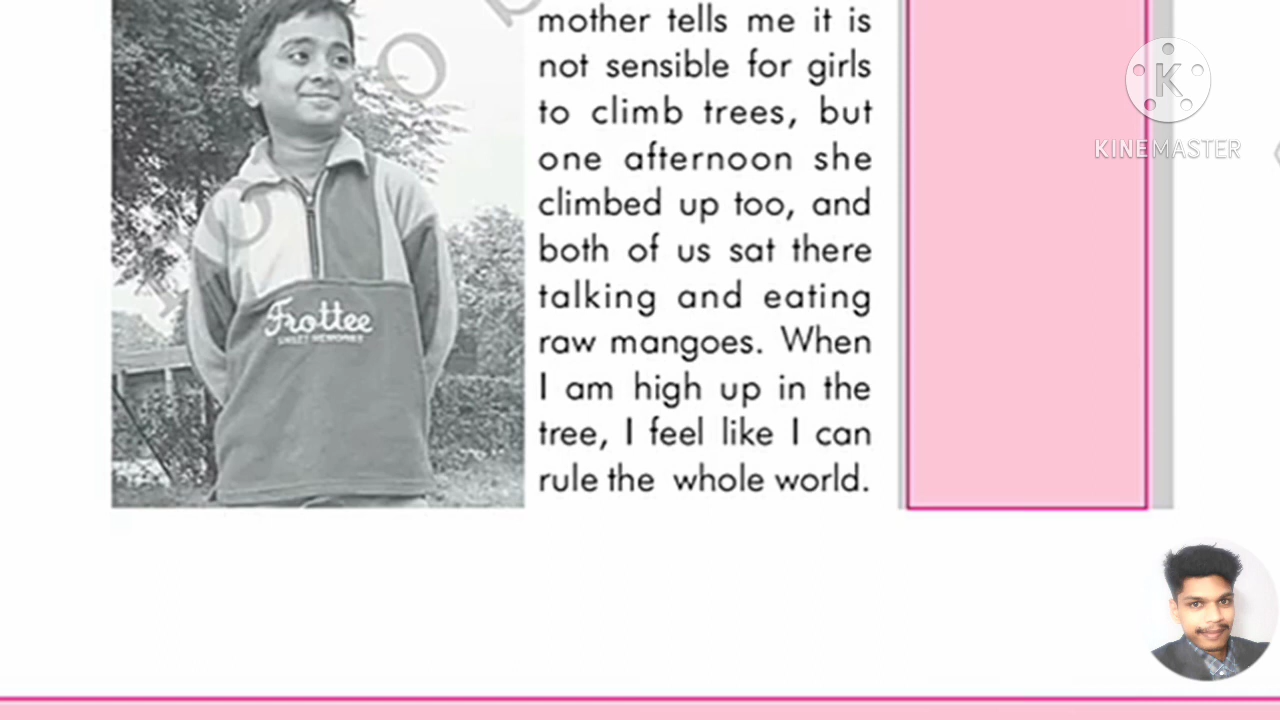 mother tells me it is
not sensible for girls
to climb trees, but
one afternoon she
climbed up too, and
both of us sat there
talking and eating
raw mangoes. When
I am high up in the
tree, I feel like I can
rule the whole world.
Frottee
K
KINEMASTER